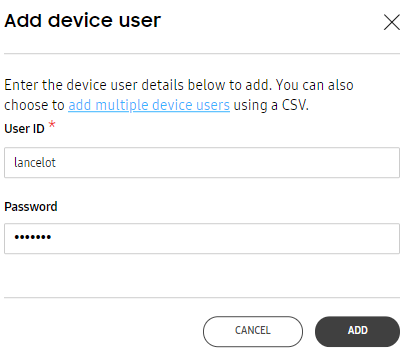 Add device user
Enter the device user details below to add. You can also
choose to add multiple device users using a CSV.
User ID *
lancelot
Password
•••••••
CANCEL
ADD